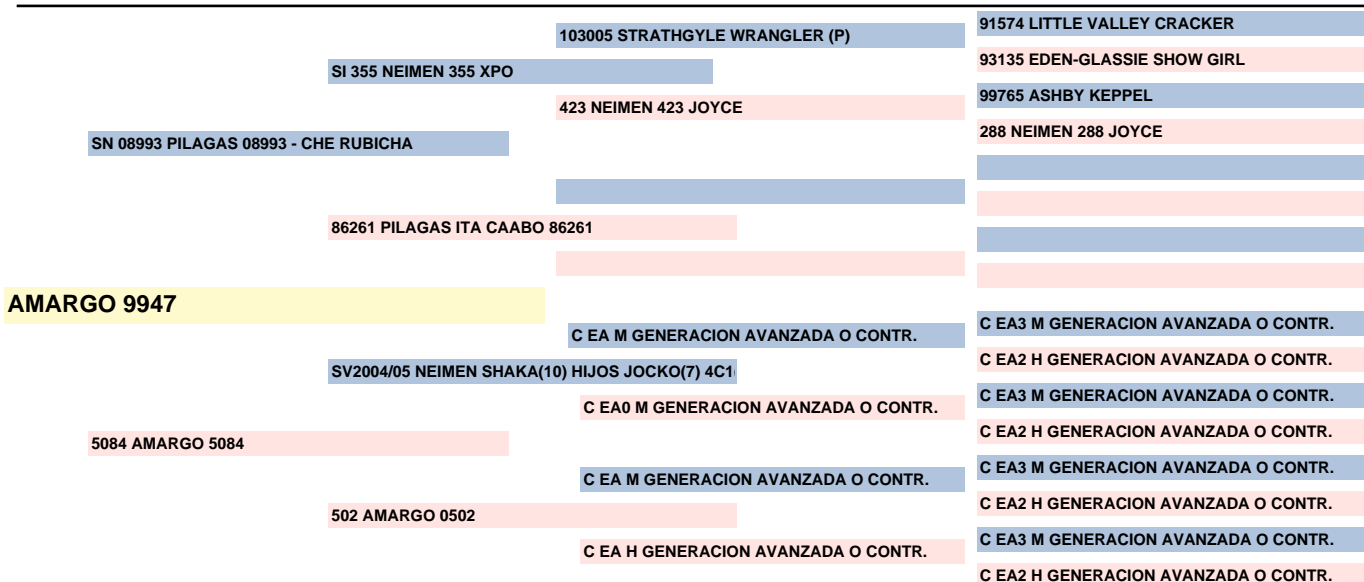 91574 LITTLE VALLEY CRACKER
103005 STRATHGYLE WRANGLER (P)
93135 EDEN-GLASSIE SHOW GIRL
SI 355 NEIMEN 355 XPO
99765 ASHBY KEPPEL
423 NEIMEN 423 JOYCE
288 NEIMEN 288 JOYCE
SN 08993 PILAGAS 08993 - CHE RUBICHA
86261 PILAGAS ITA CAABO 86261
AMARGO 9947
C EA3 M GENERACION AVANZADA O CONTR.
C EA M GENERACION AVANZADA O CONTR.
C EA2 H GENERACION AVANZADA O CONTR.
SV2004/05 NEIMEN SHAKA(10) HIJOS JOCKO(7) 4C1
C EA3 M GENERACION AVANZADA O CONTR.
C EA0 M GENERACION AVANZADA O CONTR.
C EA2 H GENERACION AVANZADA O CONTR.
5084 AMARGO 5084
C EA3 M GENERACION AVANZADA O CONTR.
C EA M GENERACION AVANZADA O CONTR.
C EA2 H GENERACION AVANZADA O CONTR.
502 AMARGO 0502
C EA3 M GENERACION AVANZADA O CONTR.
C EA H GENERACION AVANZADA O CONTR.
C EA2 H GENERACION AVANZADA O CONTR.